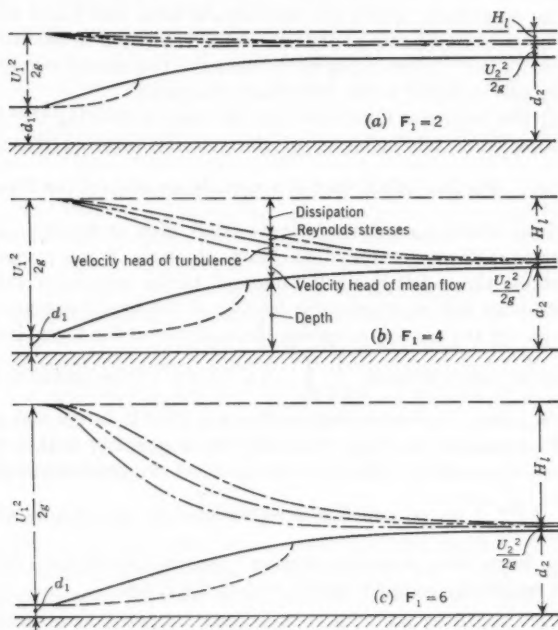 H_l
U_1^2
2g
U_2^2
2g
d_1
d_2
(a) F_1 = 2
Dissipation
Reynolds stresses
Velocity head of turbulence
Velocity head of mean flow
Depth
U_1^2
2g
H_l
U_2^2
2g
d_1
d_2
(b) F_1 = 4
U_1^2
2g
H_l
U_2^2
2g
d_1
d_2
(c) F_1 = 6